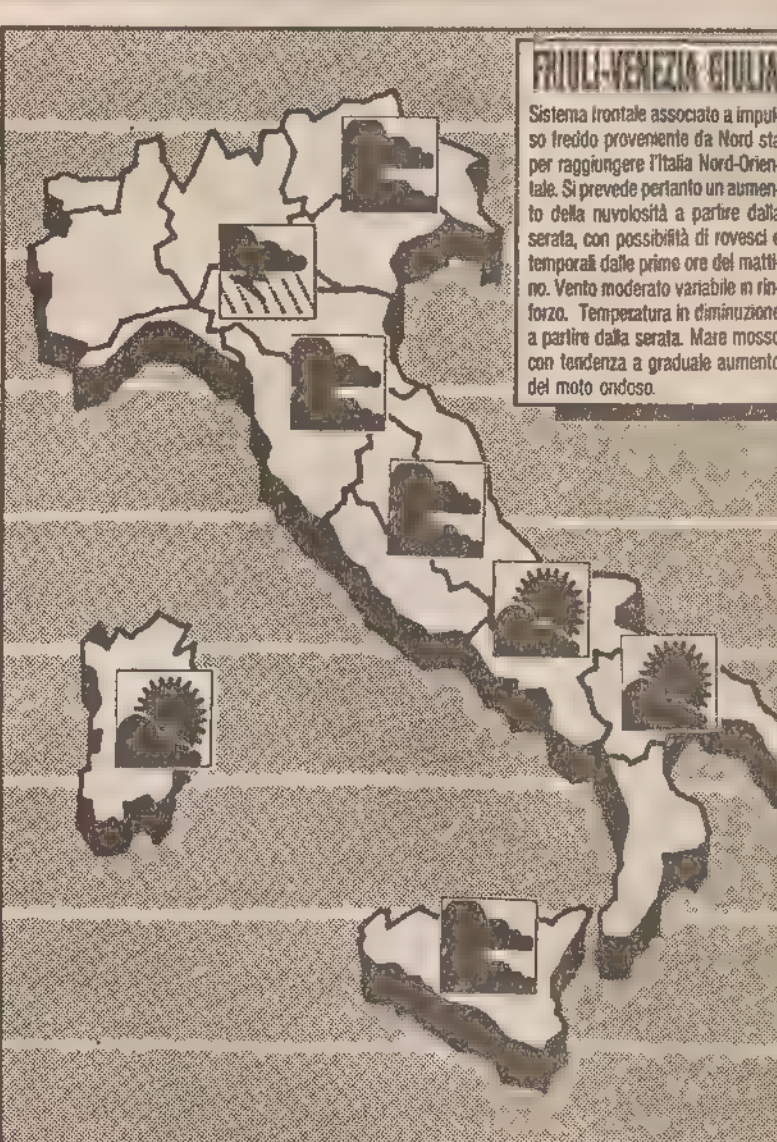 FRIULI-VENEZIA GIULIA
Sistema frontale associato a impul-
so freddo proveniente da Nord sta
per raggiungere l'Italia Nord-Orien-
tale. Si prevede pertanto un aumen-
to della nuvolosità a partire dalla
serata, con possibilità di rovesci e
temporali dalle prime ore del matti-
no. Vento moderato variabile in rin-
forzo. Temperatura in diminuzione
a partire dalla serata. Mare mosso
con tendenza a graduale aumento
del moto ondoso.